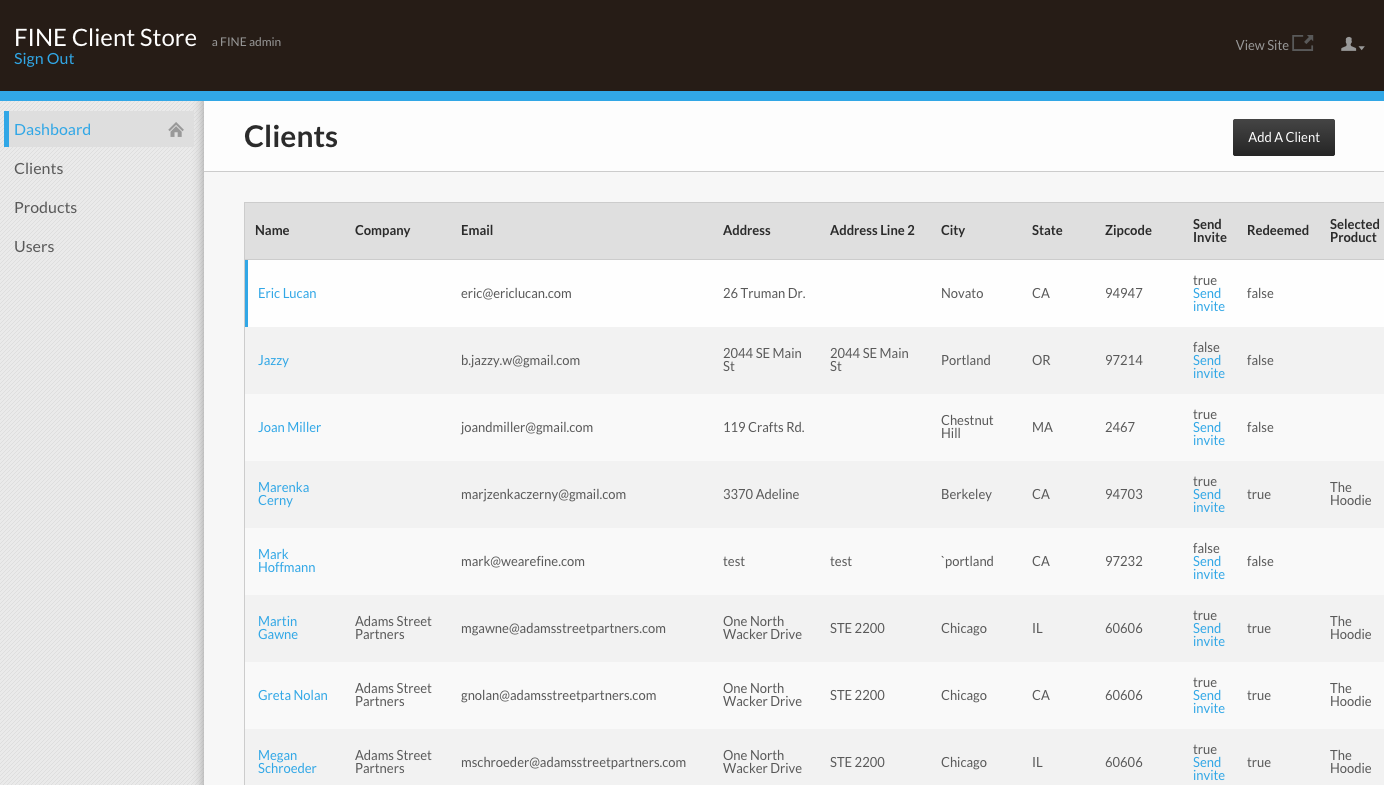 FINE Client Store a FINE admin
Sign Out
View Site
Dashboard
Clients
Products
Users
Clients
Add A Client
Name Company Email Address Address Line 2 City State Zipcode Send Invite Redeemed Selected Product
Eric Lucan eric@ericlucan.com 26 Truman Dr. Novato CA 94947 true Send invite false
Jazzy b.jazzy.w@gmail.com 2044 SE Main St 2044 SE Main St Portland OR 97214 false Send invite false
Joan Miller joandmiller@gmail.com 119 Crafts Rd. Chestnut Hill MA 2467 true Send invite false
Marenka Cerny marjzenkaczerny@gmail.com 3370 Adeline Berkeley CA 94703 true Send invite true The Hoodie
Mark Hoffmann mark@wearefine.com test test `portland CA 97232 false Send invite false
Martin Gawne Adams Street Partners mgawne@adamsstreetpartners.com One North Wacker Drive STE 2200 Chicago IL 60606 true Send invite true The Hoodie
Greta Nolan Adams Street Partners gnolan@adamsstreetpartners.com One North Wacker Drive STE 2200 Chicago CA 60606 true Send invite true The Hoodie
Megan Schroeder Adams Street Partners mschroeder@adamsstreetpartners.com One North Wacker Drive STE 2200 Chicago IL 60606 true Send invite true The Hoodie